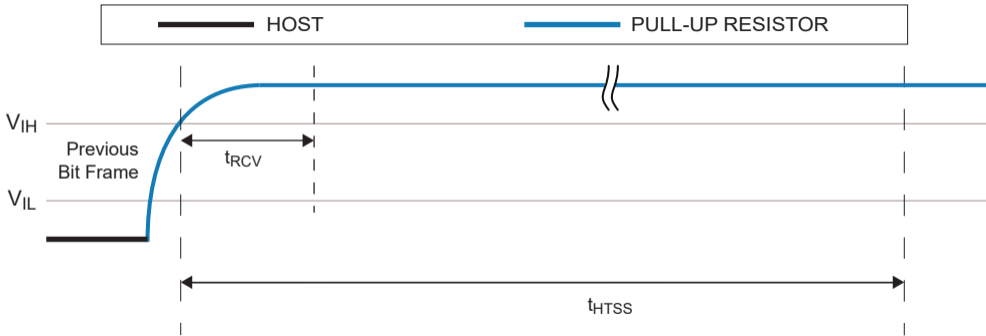 HOST
PULL-UP RESISTOR
VIH
Previous
Bit Frame
tRCV
VIL
tHTSS